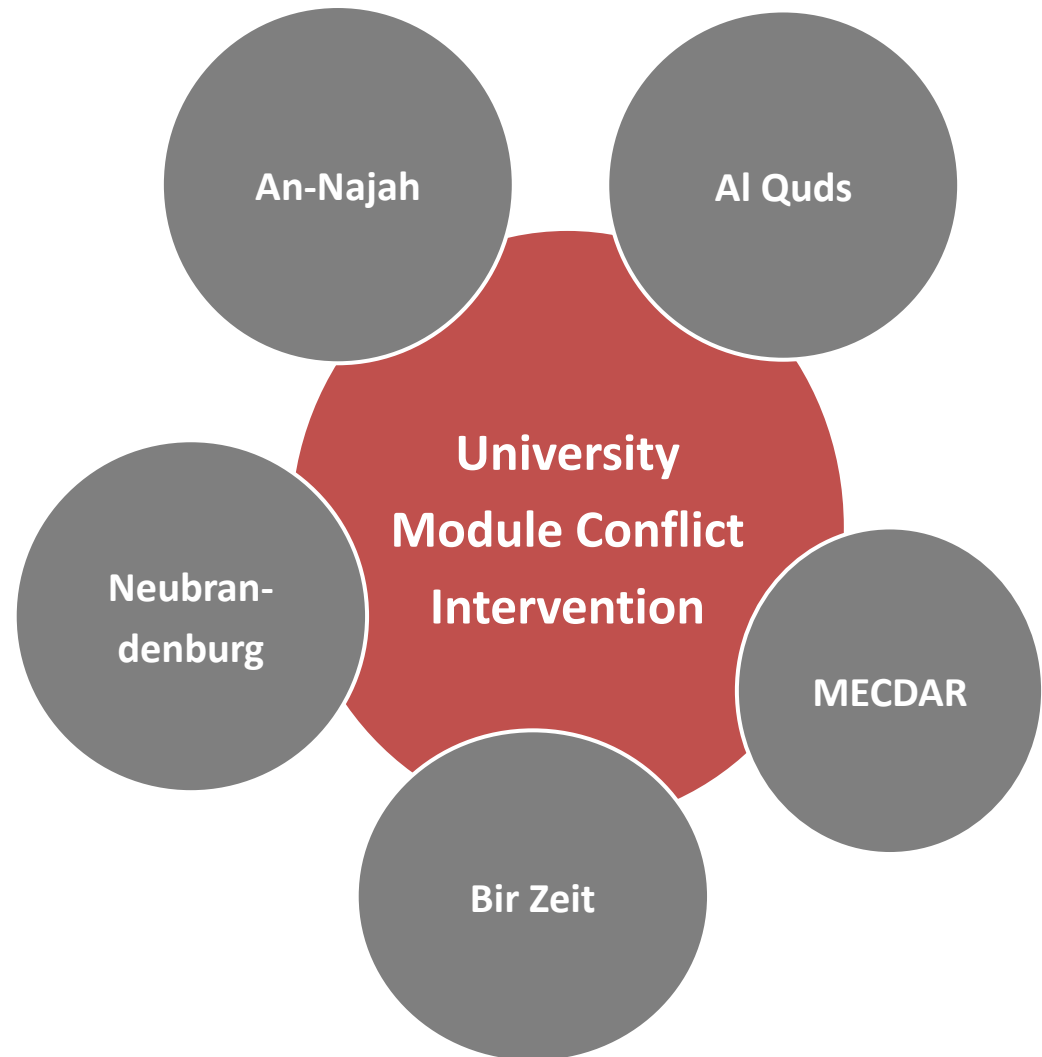 An-Najah
Al Quds
University
Module Conflict
Intervention
Neubran-
denburg
MECDAR
Bir Zeit